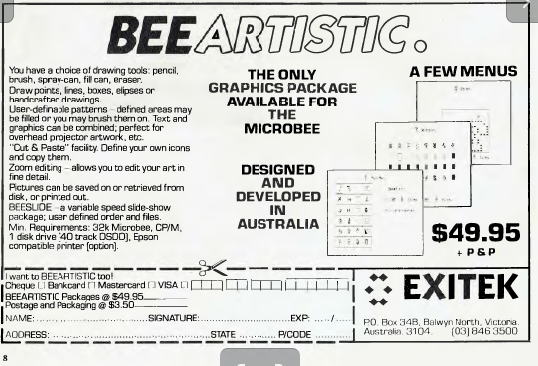 BEEARTISTIC.
You have a choice of drawing tools: pencil,
brush, spray-can, fill can, eraser.
Draw points, lines, boxes, elipses or
handcrafter drawings.
User-definable patterns – defined areas may
be filled or you may brush them on. Text and
graphics can be combined; perfect for
overhead projector artwork, etc.
"Cut & Paste" facility. Define your own icons
and copy them.
Zoom editing – allows you to edit your art in
fine detail.
Pictures can be saved on or retrieved from
disk, or printed out.
BEESLIDE – a variable speed slide-show
package; user defined order and files.
Min. Requirements: 32k Microbee, CP/M,
1 disk drive (40 track DSDD), Epson
compatible printer (option).
THE ONLY
GRAPHICS PACKAGE
AVAILABLE FOR
THE
MICROBEE
DESIGNED
AND
DEVELOPED
IN
AUSTRALIA
A FEW MENUS
$49.95
+ P & P
I want to BEEARTISTIC too!
Cheque □ Bankcard □ Mastercard □ VISA □
BEEARTISTIC Packages @ $49.95
Postage and Packaging @ $3.50
NAME: SIGNATURE: EXP: /
ADDRESS: STATE P/CODE
EXITEK
P.O. Box 348, Balwyn North, Victoria.
Australia. 3104. (03) 846 3500
8